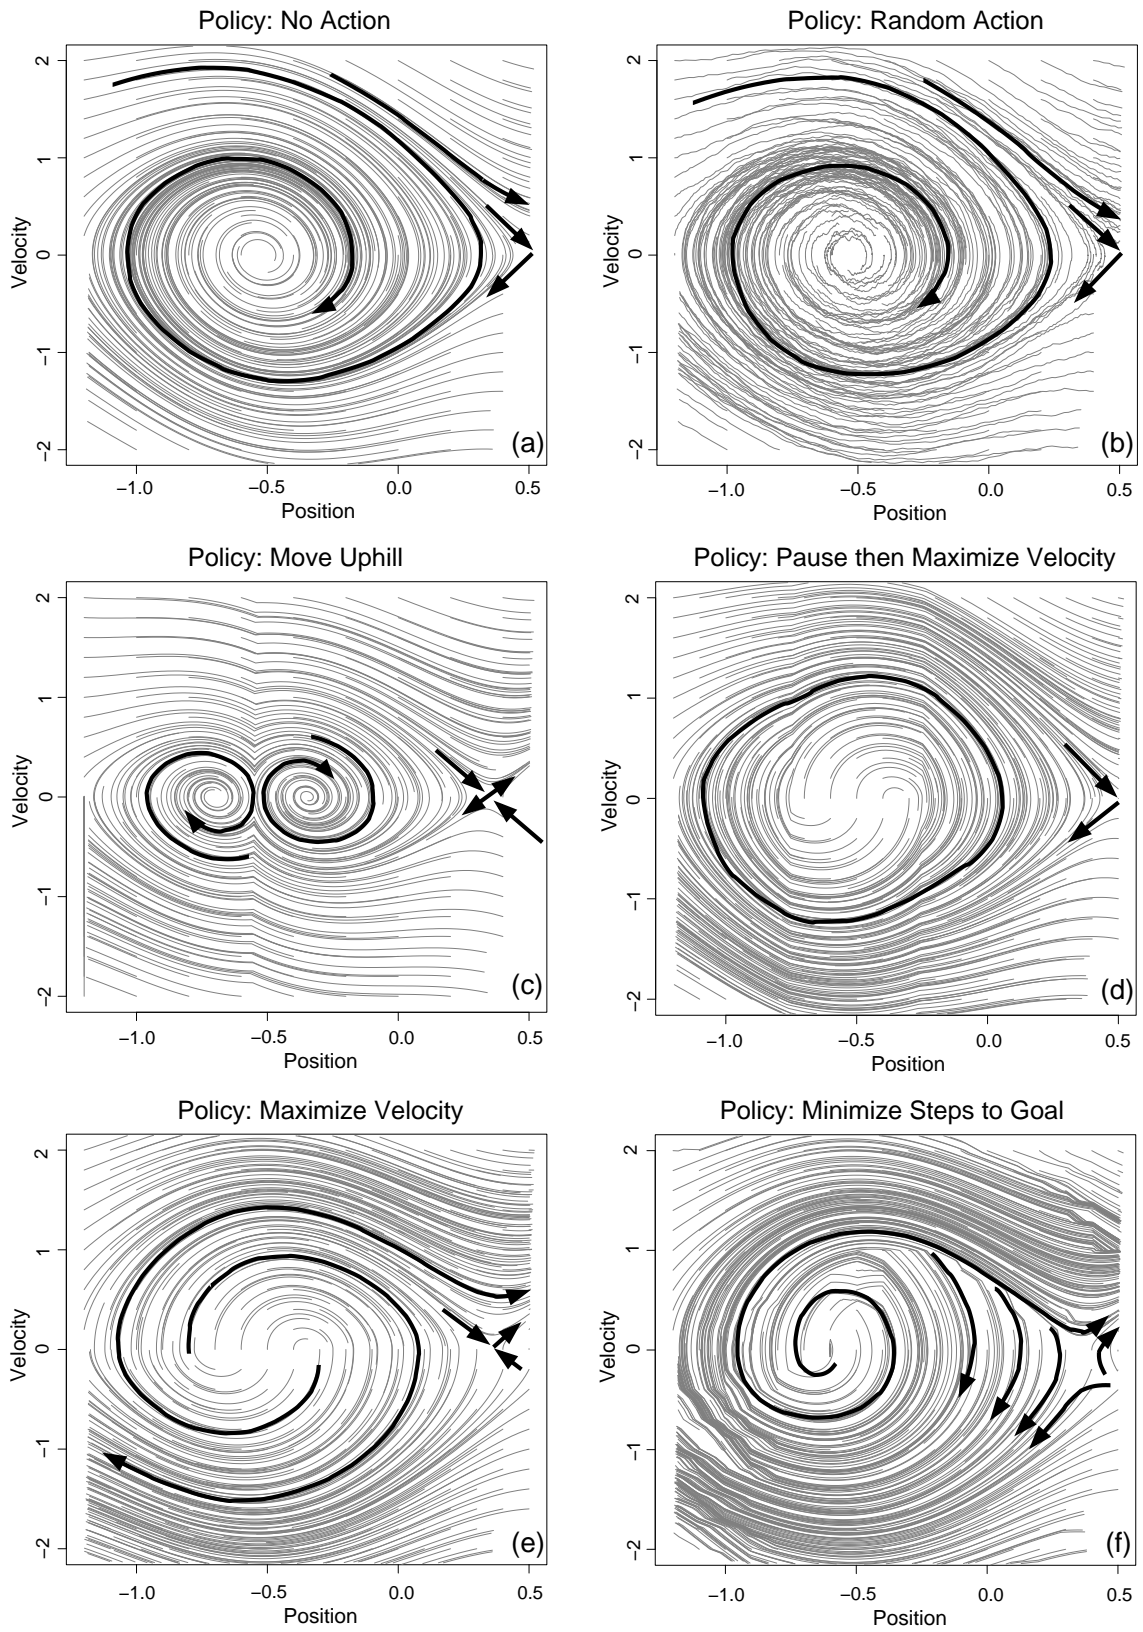 Policy: No Action
Velocity
2
1
0
−1
−2
−1.0 −0.5 0.0 0.5
Position
(a)
Policy: Random Action
Velocity
2
1
0
−1
−2
−1.0 −0.5 0.0 0.5
Position
(b)
Policy: Move Uphill
Velocity
2
1
0
−1
−2
−1.0 −0.5 0.0 0.5
Position
(c)
Policy: Pause then Maximize Velocity
Velocity
2
1
0
−1
−2
−1.0 −0.5 0.0 0.5
Position
(d)
Policy: Maximize Velocity
Velocity
2
1
0
−1
−2
−1.0 −0.5 0.0 0.5
Position
(e)
Policy: Minimize Steps to Goal
Velocity
2
1
0
−1
−2
−1.0 −0.5 0.0 0.5
Position
(f)